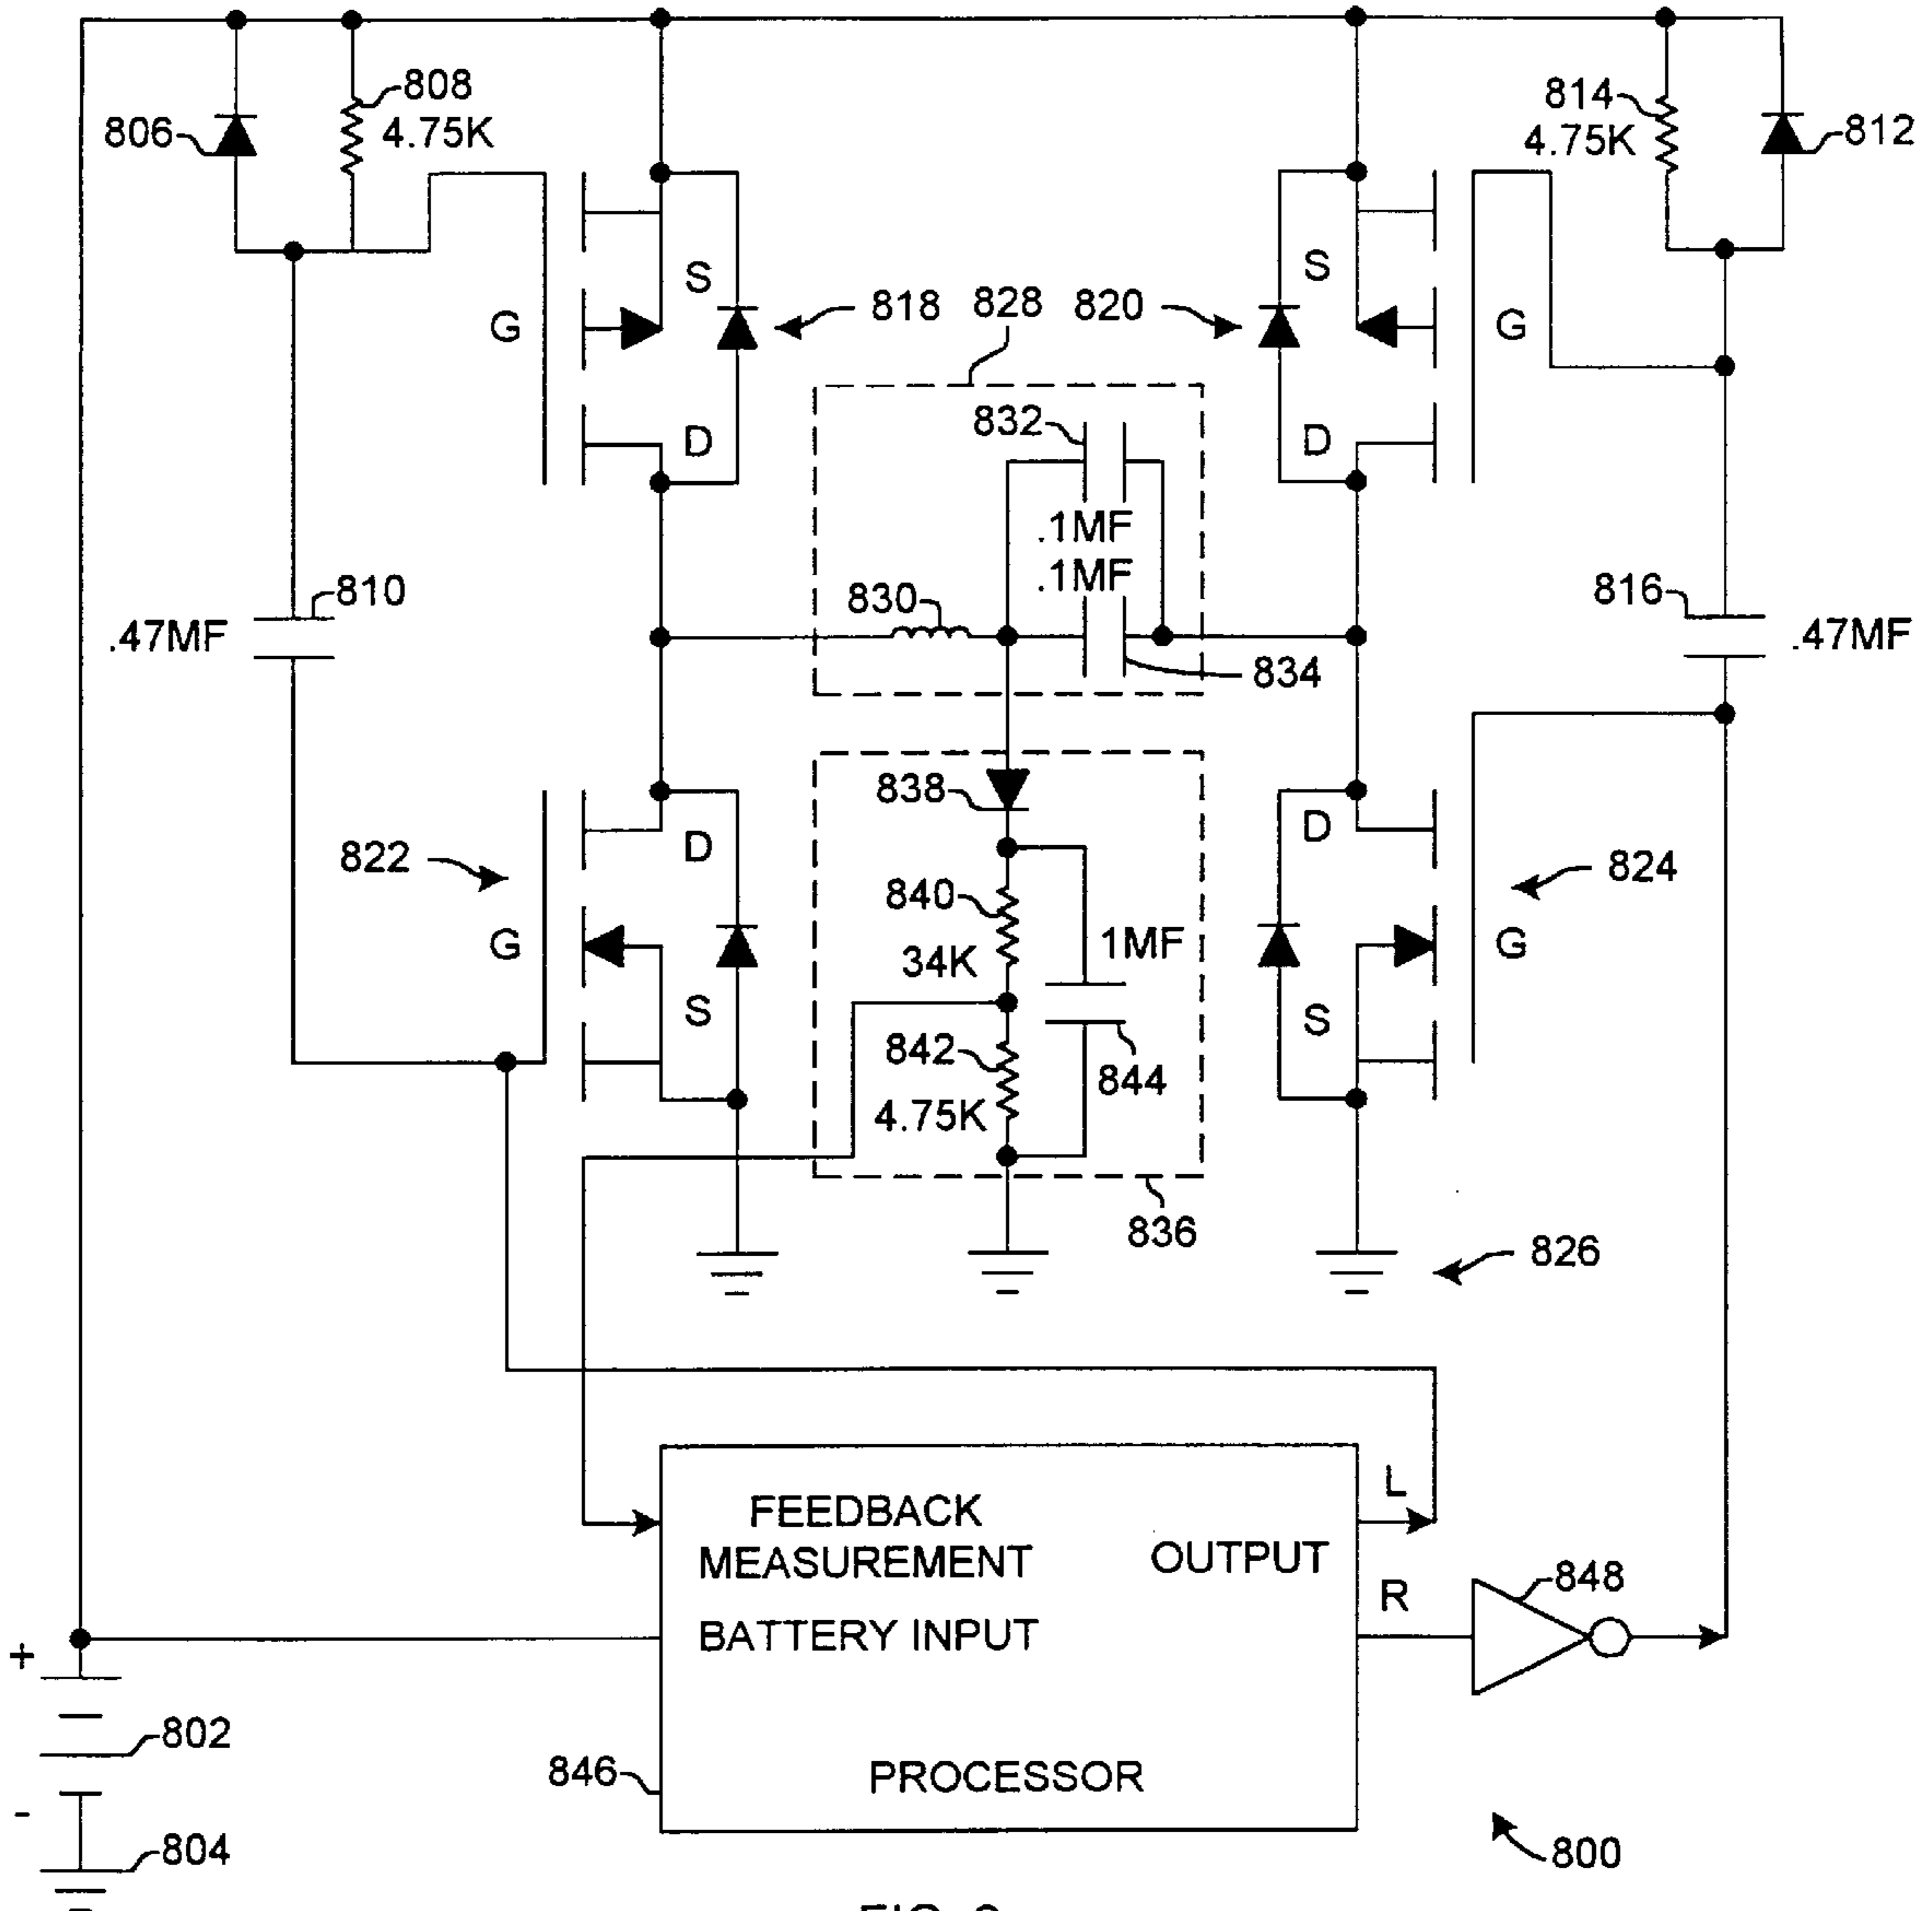 808
4.75K
806
814
4.75K
812
S
G
818
828
820
S
G
D
832
D
.1MF
.1MF
810
.47MF
830
816
.47MF
834
838
D
D
822
840
824
G
34K
1MF
G
S
842
4.75K
844
S
836
826
L
FEEDBACK
MEASUREMENT
OUTPUT
R
848
BATTERY INPUT
+
802
846
PROCESSOR
-
804
800